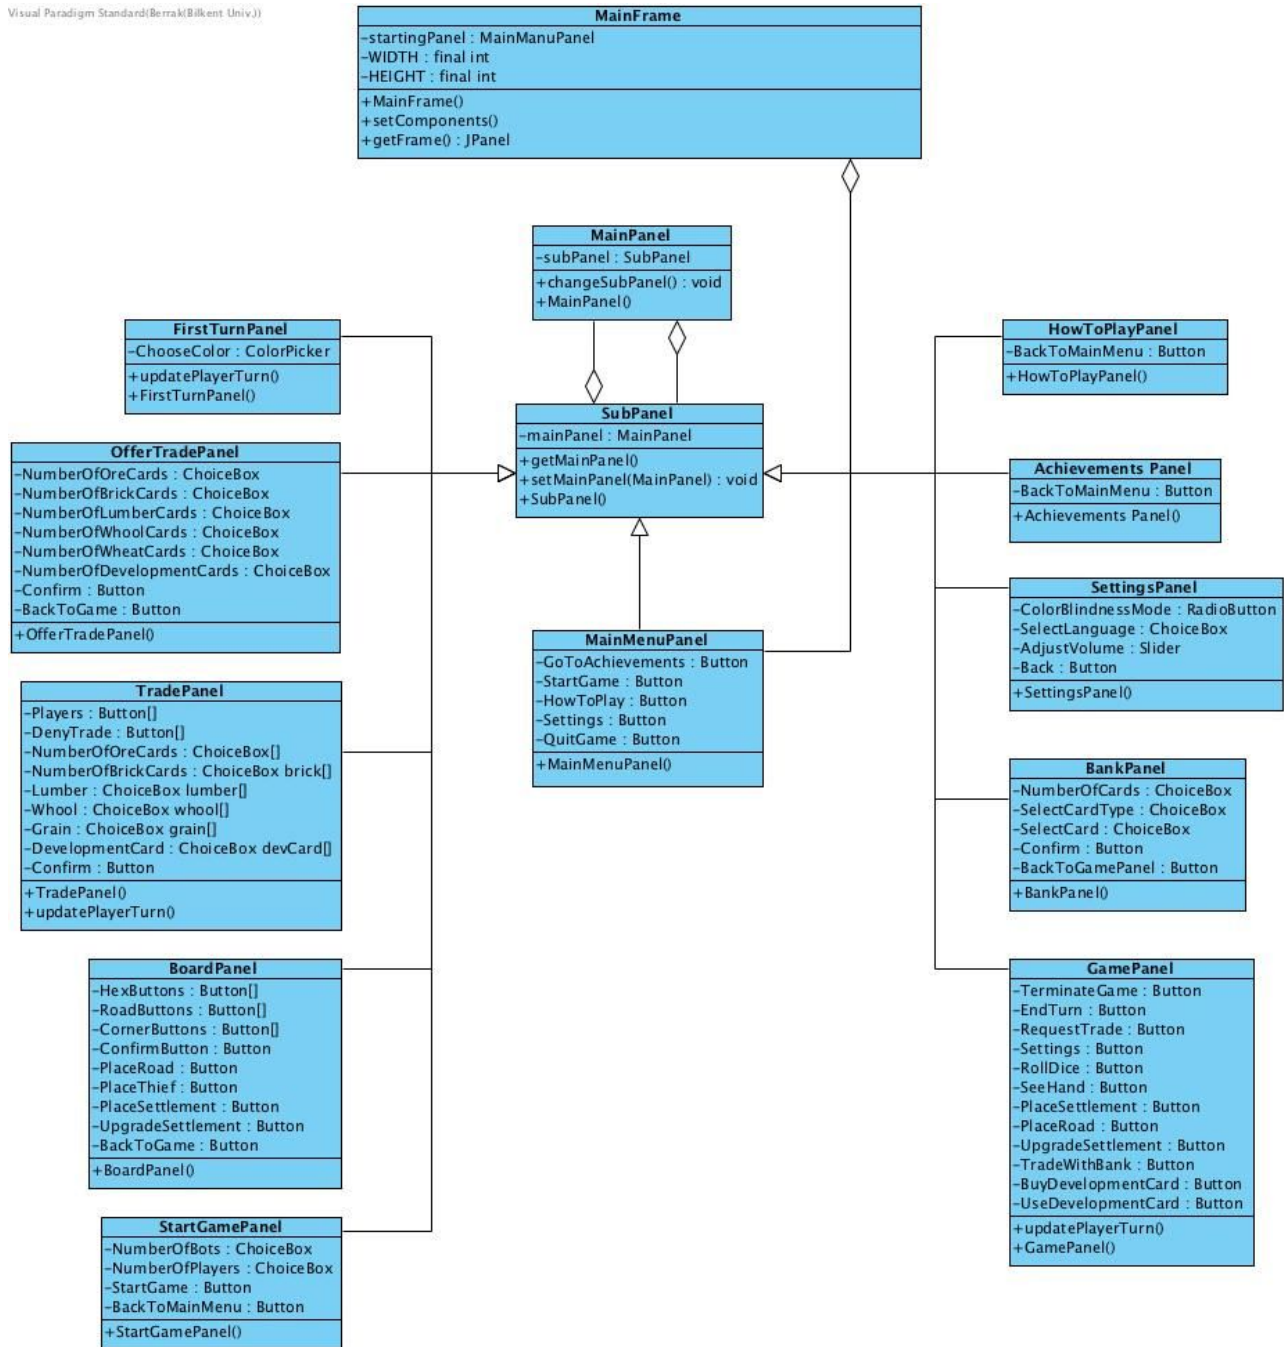 Visual Paradigm Standard(Berrak(Bilkent Univ.))
MainFrame
-startingPanel : MainManuPanel
-WIDTH : final int
-HEIGHT : final int
+MainFrame()
+setComponents()
+getFrame() : JPanel
MainPanel
-subPanel : SubPanel
+changeSubPanel() : void
+MainPanel()
FirstTurnPanel
-ChooseColor : ColorPicker
+updatePlayerTurn()
+FirstTurnPanel()
HowToPlayPanel
-BackToMainMenu : Button
+HowToPlayPanel()
SubPanel
-mainPanel : MainPanel
+getMainPanel()
+setMainPanel(MainPanel) : void
+SubPanel()
OfferTradePanel
-NumberOfOreCards : ChoiceBox
-NumberOfBrickCards : ChoiceBox
-NumberOfLumberCards : ChoiceBox
-NumberOfWhoolCards : ChoiceBox
-NumberOfWheatCards : ChoiceBox
-NumberOfDevelopmentCards : ChoiceBox
-Confirm : Button
-BackToGame : Button
+OfferTradePanel()
Achievements Panel
-BackToMainMenu : Button
+Achievements Panel()
SettingsPanel
-ColorBlindnessMode : RadioButton
-SelectLanguage : ChoiceBox
-AdjustVolume : Slider
-Back : Button
+SettingsPanel()
MainMenuPanel
-GoToAchievements : Button
-StartGame : Button
-HowToPlay : Button
-Settings : Button
-QuitGame : Button
+MainMenuPanel()
TradePanel
-Players : Button[]
-DenyTrade : Button[]
-NumberOfOreCards : ChoiceBox[]
-NumberOfBrickCards : ChoiceBox brick[]
-Lumber : ChoiceBox lumber[]
-Whool : ChoiceBox whool[]
-Grain : ChoiceBox grain[]
-DevelopmentCard : ChoiceBox devCard[]
-Confirm : Button
+TradePanel()
+updatePlayerTurn()
BankPanel
-NumberOfCards : ChoiceBox
-SelectCardType : ChoiceBox
-SelectCard : ChoiceBox
-Confirm : Button
-BackToGamePanel : Button
+BankPanel()
BoardPanel
-HexButtons : Button[]
-RoadButtons : Button[]
-CornerButtons : Button[]
-ConfirmButton : Button
-PlaceRoad : Button
-PlaceThief : Button
-PlaceSettlement : Button
-UpgradeSettlement : Button
-BackToGame : Button
+BoardPanel()
GamePanel
-TerminateGame : Button
-EndTurn : Button
-RequestTrade : Button
-Settings : Button
-RollDice : Button
-SeeHand : Button
-PlaceSettlement : Button
-PlaceRoad : Button
-UpgradeSettlement : Button
-TradeWithBank : Button
-BuyDevelopmentCard : Button
-UseDevelopmentCard : Button
+updatePlayerTurn()
+GamePanel()
StartGamePanel
-NumberOfBots : ChoiceBox
-NumberOfPlayers : ChoiceBox
-StartGame : Button
-BackToMainMenu : Button
+StartGamePanel()